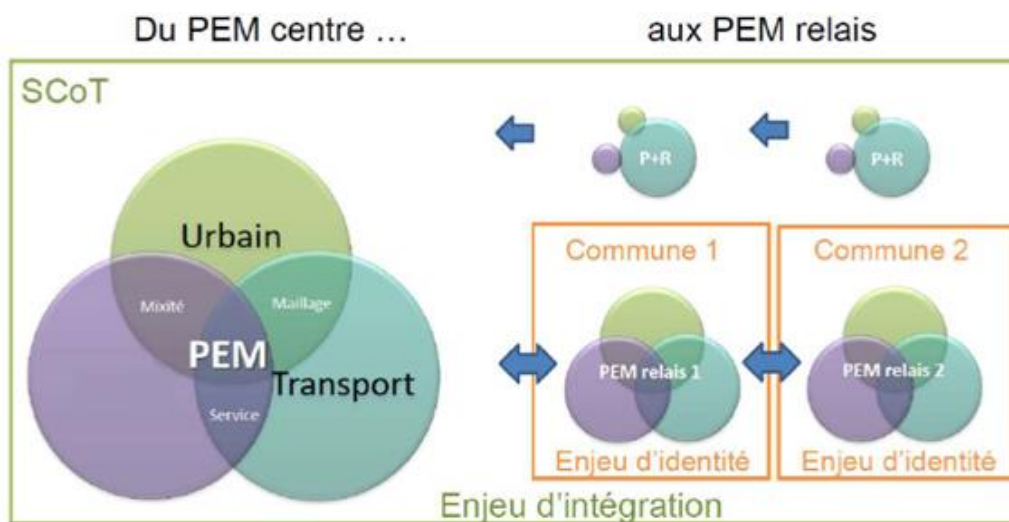 Du PEM centre ... aux PEM relais
SCoT
P+R P+R
Urbain
Commune 1 Commune 2
Mixité Maillage
PEM
PEM relais 1 PEM relais 2
Transport
Service
Enjeu d'identité Enjeu d'identité
Enjeu d'intégration